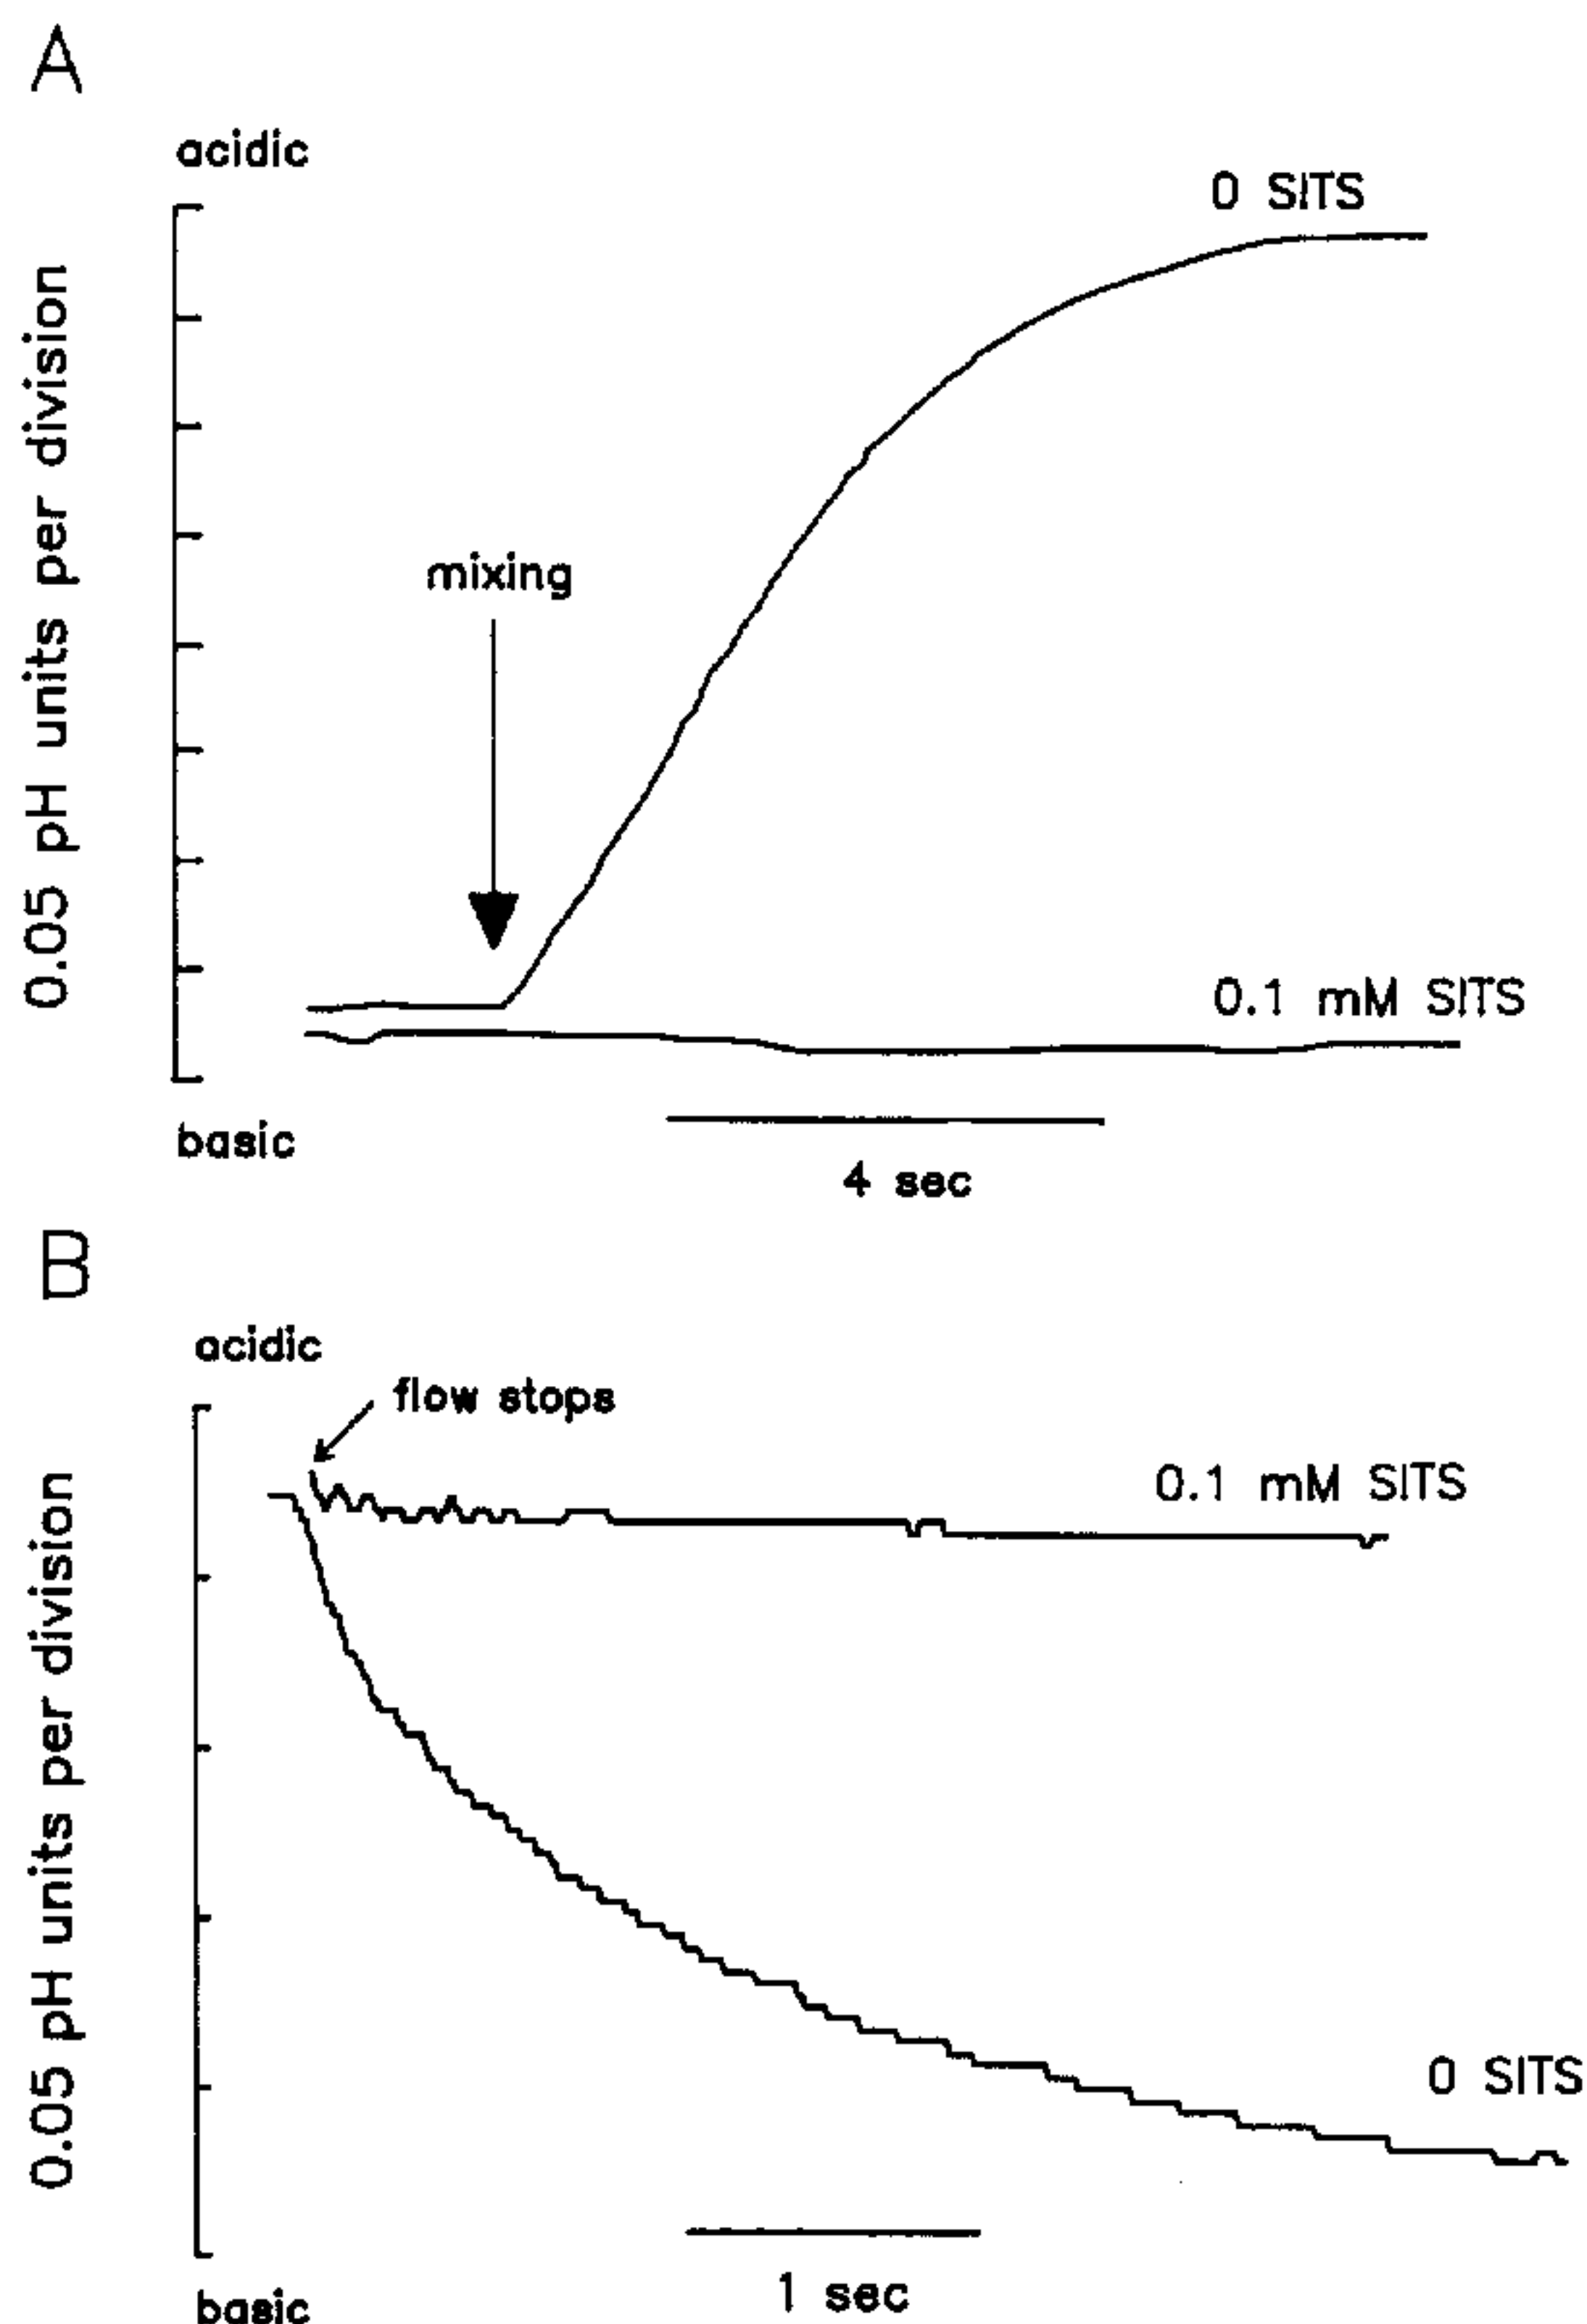 A
acidic
0 SITS
0.05 pH units per division
mixing
0.1 mM SITS
basic
4 sec
B
acidic
flow stops
0.1 mM SITS
0.05 pH units per division
0 SITS
1 sec
basic